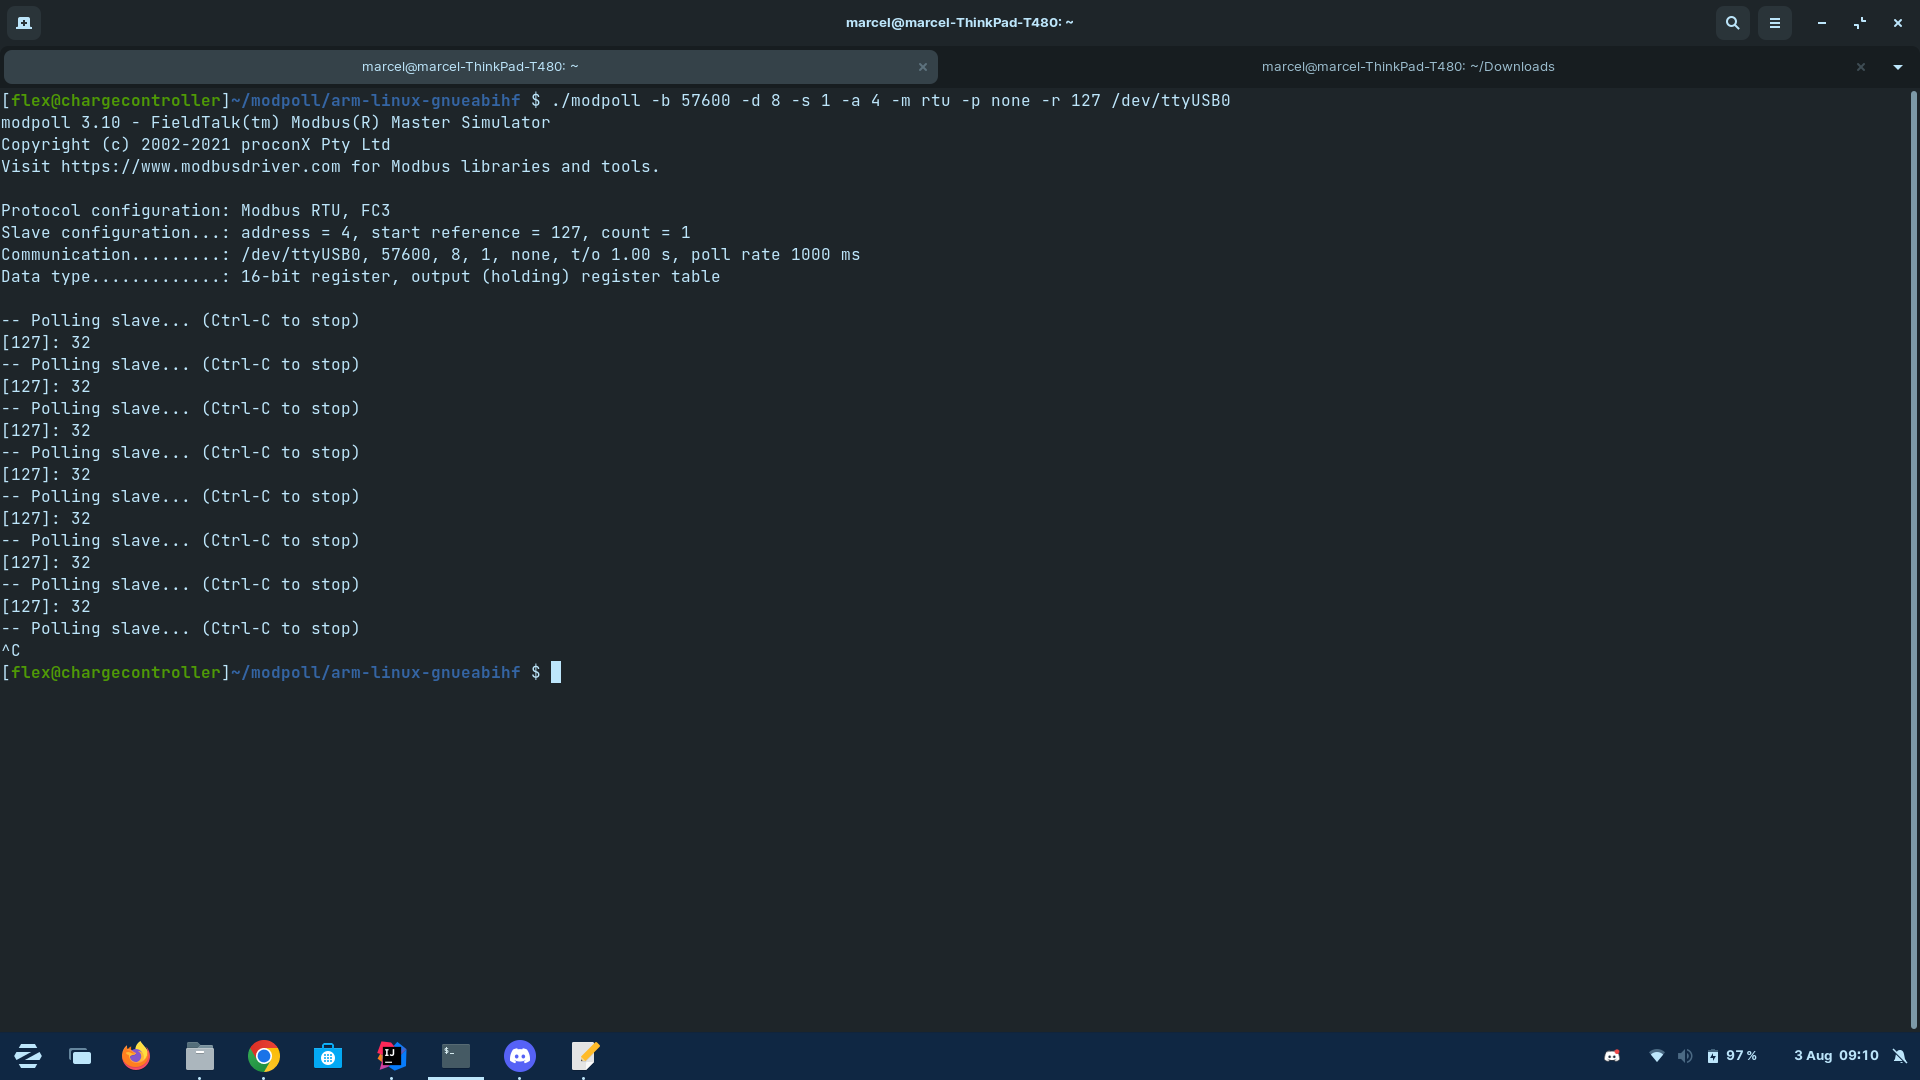 marcel@marcel-ThinkPad-T480: ~
marcel@marcel-ThinkPad-T480: ~
marcel@marcel-ThinkPad-T480: ~/Downloads
[flex@chargecontroller]~/modpoll/arm-linux-gnueabihf $ ./modpoll -b 57600 -d 8 -s 1 -a 4 -m rtu -p none -r 127 /dev/ttyUSB0
modpoll 3.10 - FieldTalk(tm) Modbus(R) Master Simulator
Copyright (c) 2002-2021 proconX Pty Ltd
Visit https://www.modbusdriver.com for Modbus libraries and tools.
Protocol configuration: Modbus RTU, FC3
Slave configuration...: address = 4, start reference = 127, count = 1
Communication.........: /dev/ttyUSB0, 57600, 8, 1, none, t/o 1.00 s, poll rate 1000 ms
Data type.............: 16-bit register, output (holding) register table
-- Polling slave... (Ctrl-C to stop)
[127]: 32
-- Polling slave... (Ctrl-C to stop)
[127]: 32
-- Polling slave... (Ctrl-C to stop)
[127]: 32
-- Polling slave... (Ctrl-C to stop)
[127]: 32
-- Polling slave... (Ctrl-C to stop)
[127]: 32
-- Polling slave... (Ctrl-C to stop)
[127]: 32
-- Polling slave... (Ctrl-C to stop)
[127]: 32
-- Polling slave... (Ctrl-C to stop)
^C
[flex@chargecontroller]~/modpoll/arm-linux-gnueabihf $
IJ
$-
97 %
3 Aug 09:10